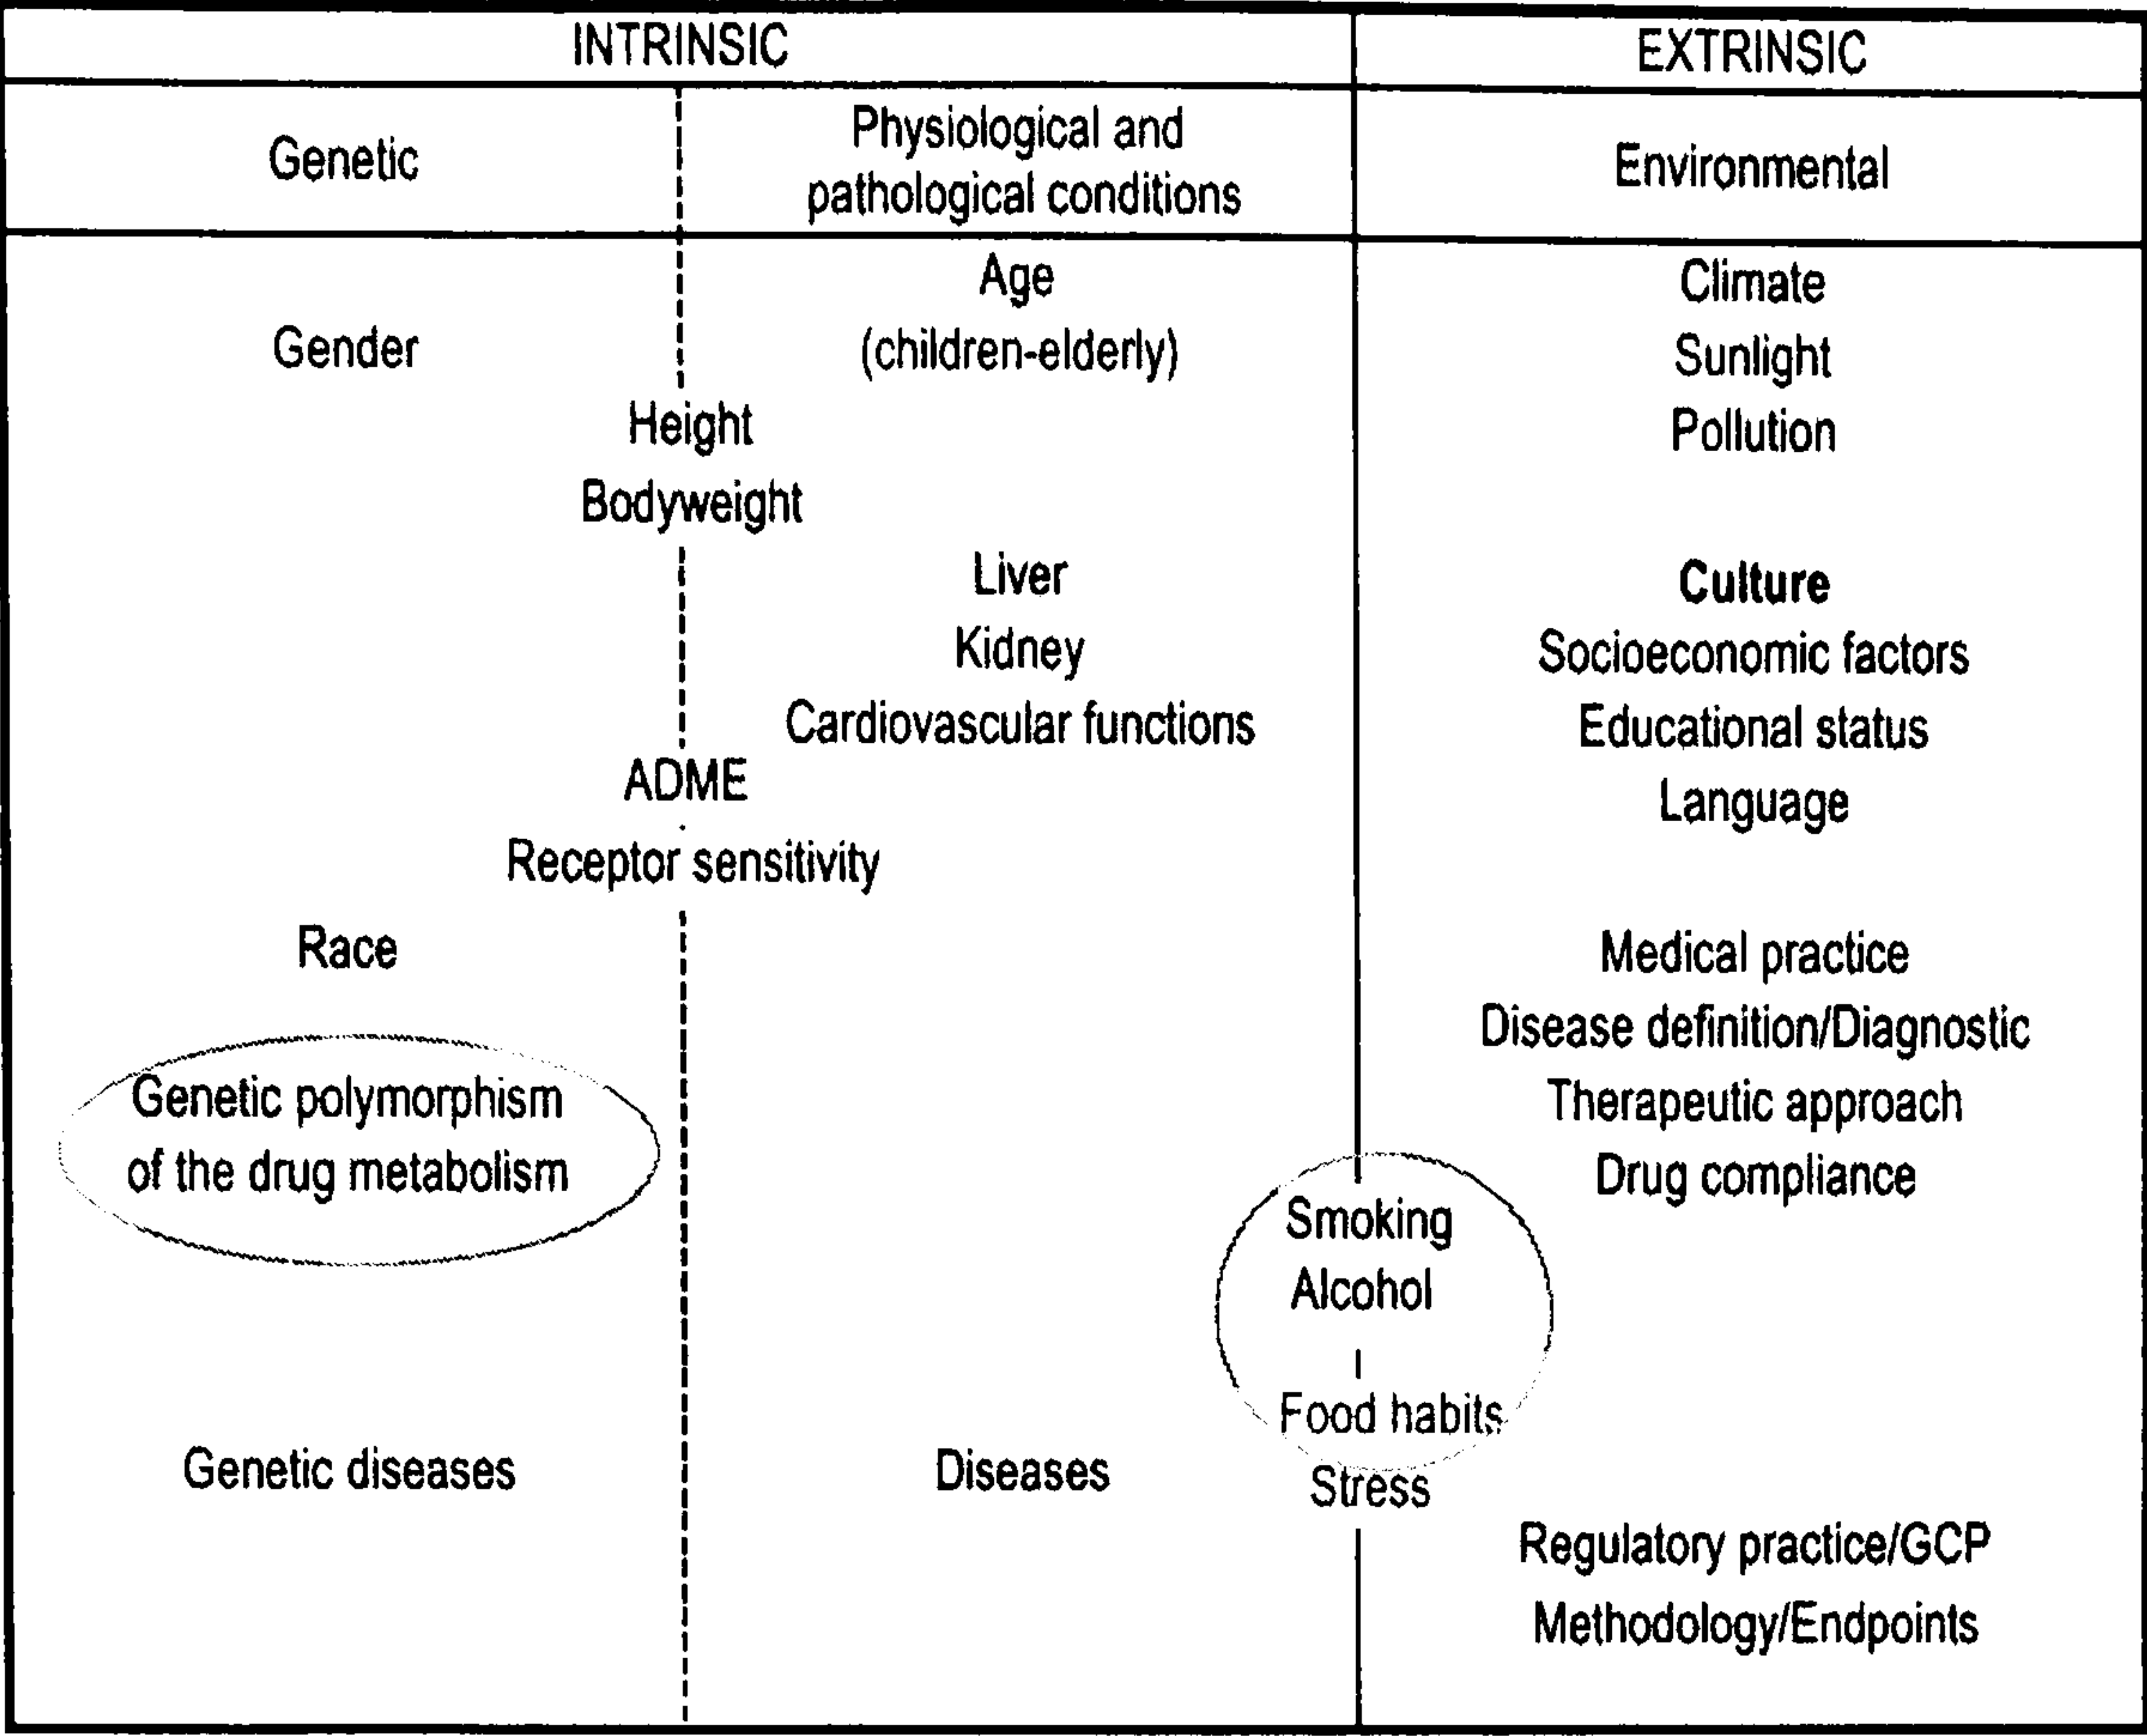 INTRINSIC
EXTRINSIC
Genetic
Physiological and
pathological conditions
Environmental
Gender
Age
(children-elderly)
Climate
Sunlight
Pollution
Height
Bodyweight
Liver
Kidney
Cardiovascular functions
Culture
Socioeconomic factors
Educational status
Language
ADME
Receptor sensitivity
Race
Medical practice
Disease definition/Diagnostic
Therapeutic approach
Drug compliance
Genetic polymorphism
of the drug metabolism
Smoking
Alcohol
Food habits
Stress
Genetic diseases
Diseases
Regulatory practice/GCP
Methodology/Endpoints